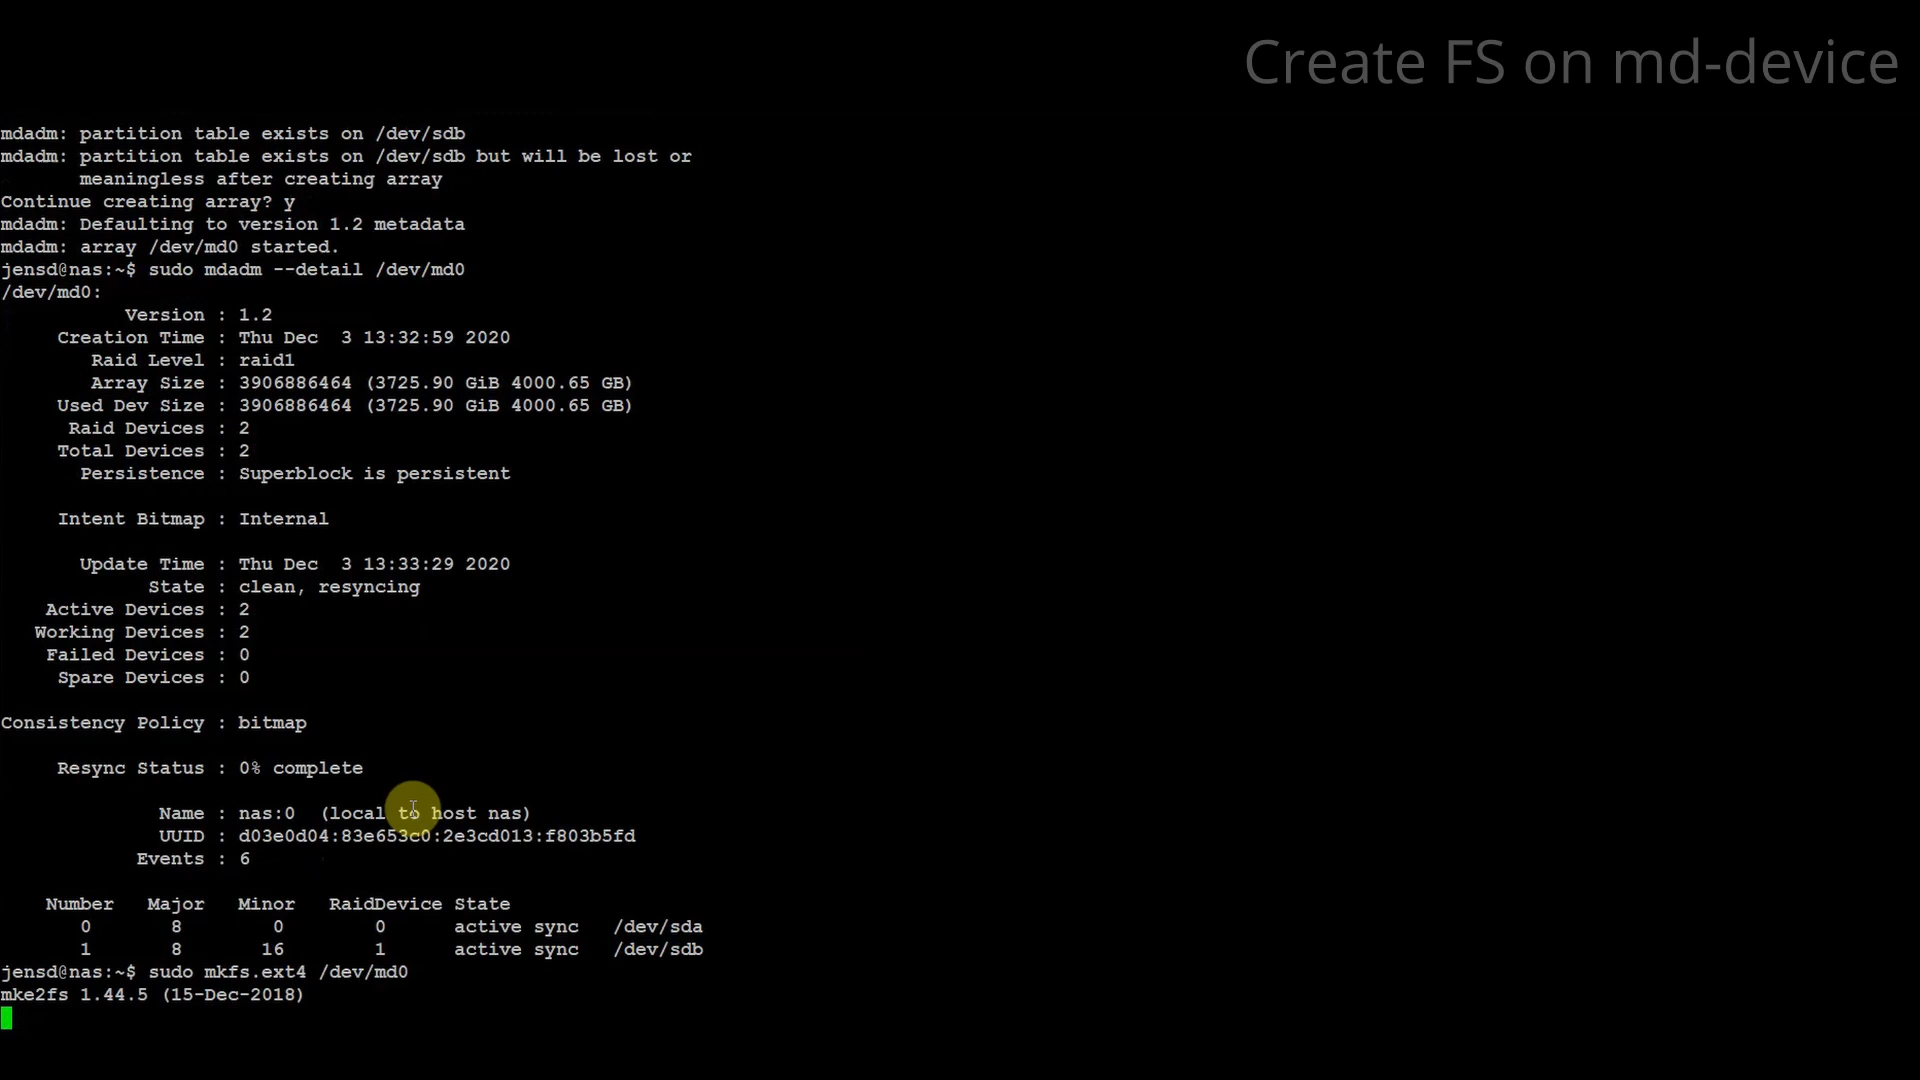 Create FS on md-device
mdadm: partition table exists on /dev/sdb
mdadm: partition table exists on /dev/sdb but will be lost or
       meaningless after creating array
Continue creating array? y
mdadm: Defaulting to version 1.2 metadata
mdadm: array /dev/md0 started.
jensd@nas:~$ sudo mdadm --detail /dev/md0
/dev/md0:
           Version : 1.2
     Creation Time : Thu Dec  3 13:32:59 2020
        Raid Level : raid1
        Array Size : 3906886464 (3725.90 GiB 4000.65 GB)
     Used Dev Size : 3906886464 (3725.90 GiB 4000.65 GB)
      Raid Devices : 2
     Total Devices : 2
       Persistence : Superblock is persistent
     Intent Bitmap : Internal
       Update Time : Thu Dec  3 13:33:29 2020
             State : clean, resyncing
    Active Devices : 2
   Working Devices : 2
    Failed Devices : 0
     Spare Devices : 0
Consistency Policy : bitmap
     Resync Status : 0% complete
              Name : nas:0  (local to host nas)
              UUID : d03e0d04:83e653c0:2e3cd013:f803b5fd
            Events : 6
    Number   Major   Minor   RaidDevice State
       0       8        0        0      active sync   /dev/sda
       1       8       16        1      active sync   /dev/sdb
jensd@nas:~$ sudo mkfs.ext4 /dev/md0
mke2fs 1.44.5 (15-Dec-2018)